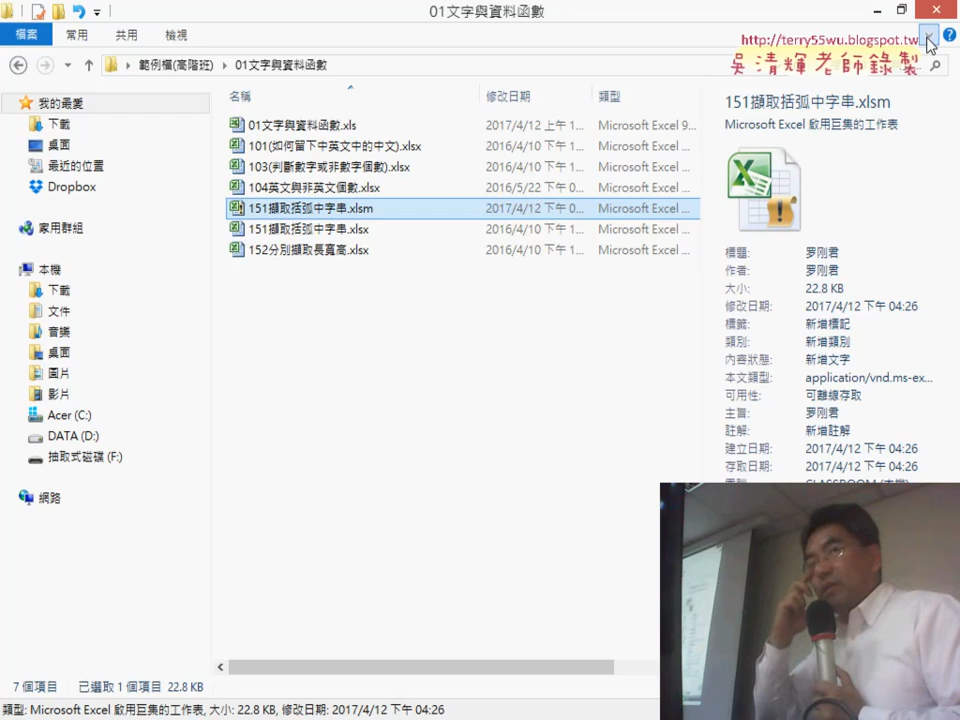 01文字與資料函數
檔案 常用 共用 檢視
http://terry55wu.blogspot.tw
吳清輝老師錄製
範例檔(高階班) 01文字與資料函數
名稱 修改日期 類型
我的最愛
下載
桌面
最近的位置
Dropbox
家用群組
本機
下載
文件
音樂
桌面
圖片
影片
Acer (C:)
DATA (D:)
抽取式磁碟 (F:)
網路
01文字與資料函數.xls 2017/4/12 上午 1... Microsoft Excel 9...
101(如何留下中英文中的中文).xlsx 2016/4/10 下午 1... Microsoft Excel ...
103(判斷數字或非數字個數).xlsx 2016/4/10 下午 1... Microsoft Excel ...
104英文與非英文個數.xlsx 2016/5/22 下午 0... Microsoft Excel ...
151擷取括弧中字串.xlsm 2017/4/12 下午 0... Microsoft Excel ...
151擷取括弧中字串.xlsx 2016/4/10 下午 1... Microsoft Excel ...
152分別擷取長寬高.xlsx 2016/4/10 下午 1... Microsoft Excel ...
151擷取括弧中字串.xlsm
Microsoft Excel 啟用巨集的工作表
標題: 罗刚君
作者: 罗刚君
大小: 22.8 KB
修改日期: 2017/4/12 下午 04:26
標籤: 新增標記
類別: 新增類別
內容狀態: 新增文字
本文類型: application/vnd.ms-ex...
可用性: 可離線存取
主旨: 罗刚君
註解: 新增註解
建立日期: 2017/4/12 下午 04:26
存取日期: 2017/4/12 下午 04:26
7 個項目 已選取 1 個項目 22.8 KB
類型: Microsoft Excel 啟用巨集的工作表, 大小: 22.8 KB, 修改日期: 2017/4/12 下午 04:26